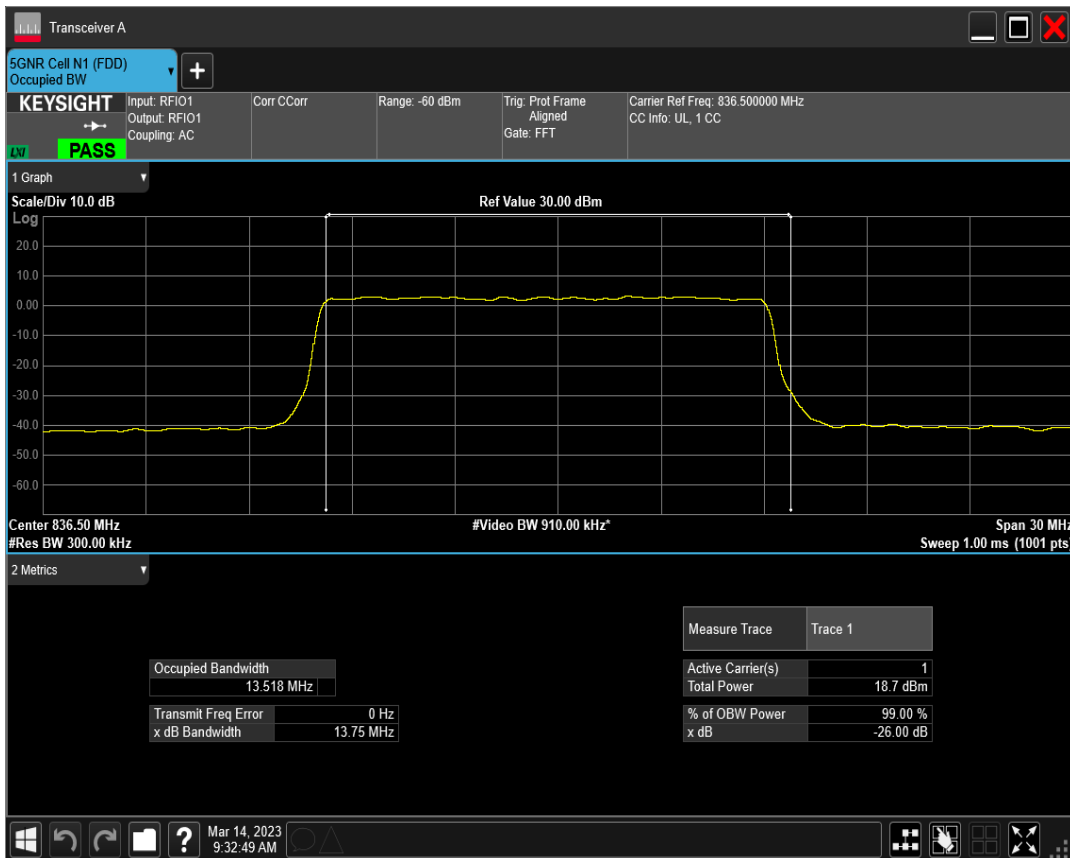 Transceiver A
5GNR Cell N1 (FDD)
Occupied BW
+
KEYSIGHT
LXI
PASS
Input: RFIO1
Output: RFIO1
Coupling: AC
Corr CCorr
Range: -60 dBm
Trig: Prot Frame
Aligned
Gate: FFT
Carrier Ref Freq: 836.500000 MHz
CC Info: UL, 1 CC
1 Graph
Scale/Div 10.0 dB
Ref Value 30.00 dBm
Log
20.0
10.0
0.00
-10.0
-20.0
-30.0
-40.0
-50.0
-60.0
Center 836.50 MHz
#Video BW 910.00 kHz*
Span 30 MHz
#Res BW 300.00 kHz
Sweep 1.00 ms (1001 pts)
2 Metrics
Measure Trace Trace 1
Occupied Bandwidth
13.518 MHz
Active Carrier(s) 1
Total Power 18.7 dBm
Transmit Freq Error 0 Hz
x dB Bandwidth 13.75 MHz
% of OBW Power 99.00 %
x dB -26.00 dB
?
Mar 14, 2023
9:32:49 AM